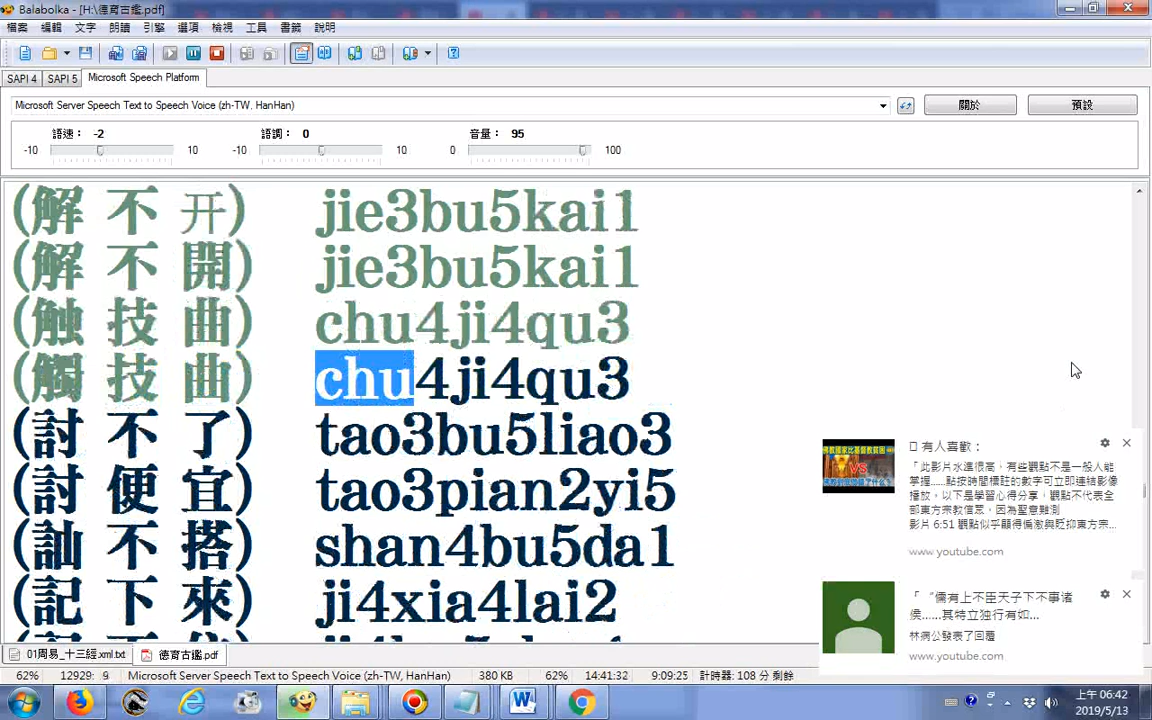 Balabolka - [H:\德育古鑑.pdf]
檔案 編輯 文字 朗讀 引擎 選項 檢視 工具 書籤 說明
SAPI 4 SAPI 5 Microsoft Speech Platform
Microsoft Server Speech Text to Speech Voice (zh-TW, HanHan)
關於 預設
語速： -2 語調： 0 音量： 95
-10 10 -10 10 0 100
(解不开) jie3bu5kai1
(解不開) jie3bu5kai1
(触技曲) chu4ji4qu3
(觸技曲) chu4ji4qu3
(討不了 tao3bu5liao3
(討便宜 tao3pian2yi5
(訕不搭 shan4bu5da1
(記下來 ji4xia4lai2
有人喜歡：
「此影片水準很高，有些觀點不是一般人能
掌握......點按時間標註的數字可立即連結影像
播放，以下是學習心得分享，觀點不代表全
部東方宗教信眾，因為聖意難測
影片 6:51 觀點似乎顯得偏激與貶抑東方宗...
www.youtube.com
「“儒有上不臣天子下不事诸
侯......其特立独行有如...
林病公發表了回覆
www.youtube.com
01周易_十三經.xml.txt 德育古鑑.pdf
62% 12929: 9 Microsoft Server Speech Text to Speech Voice (zh-TW, HanHan) 380 KB 62% 14:41:32 9:09:25 計時器: 108 分 剩餘
上午 06:42
2019/5/13